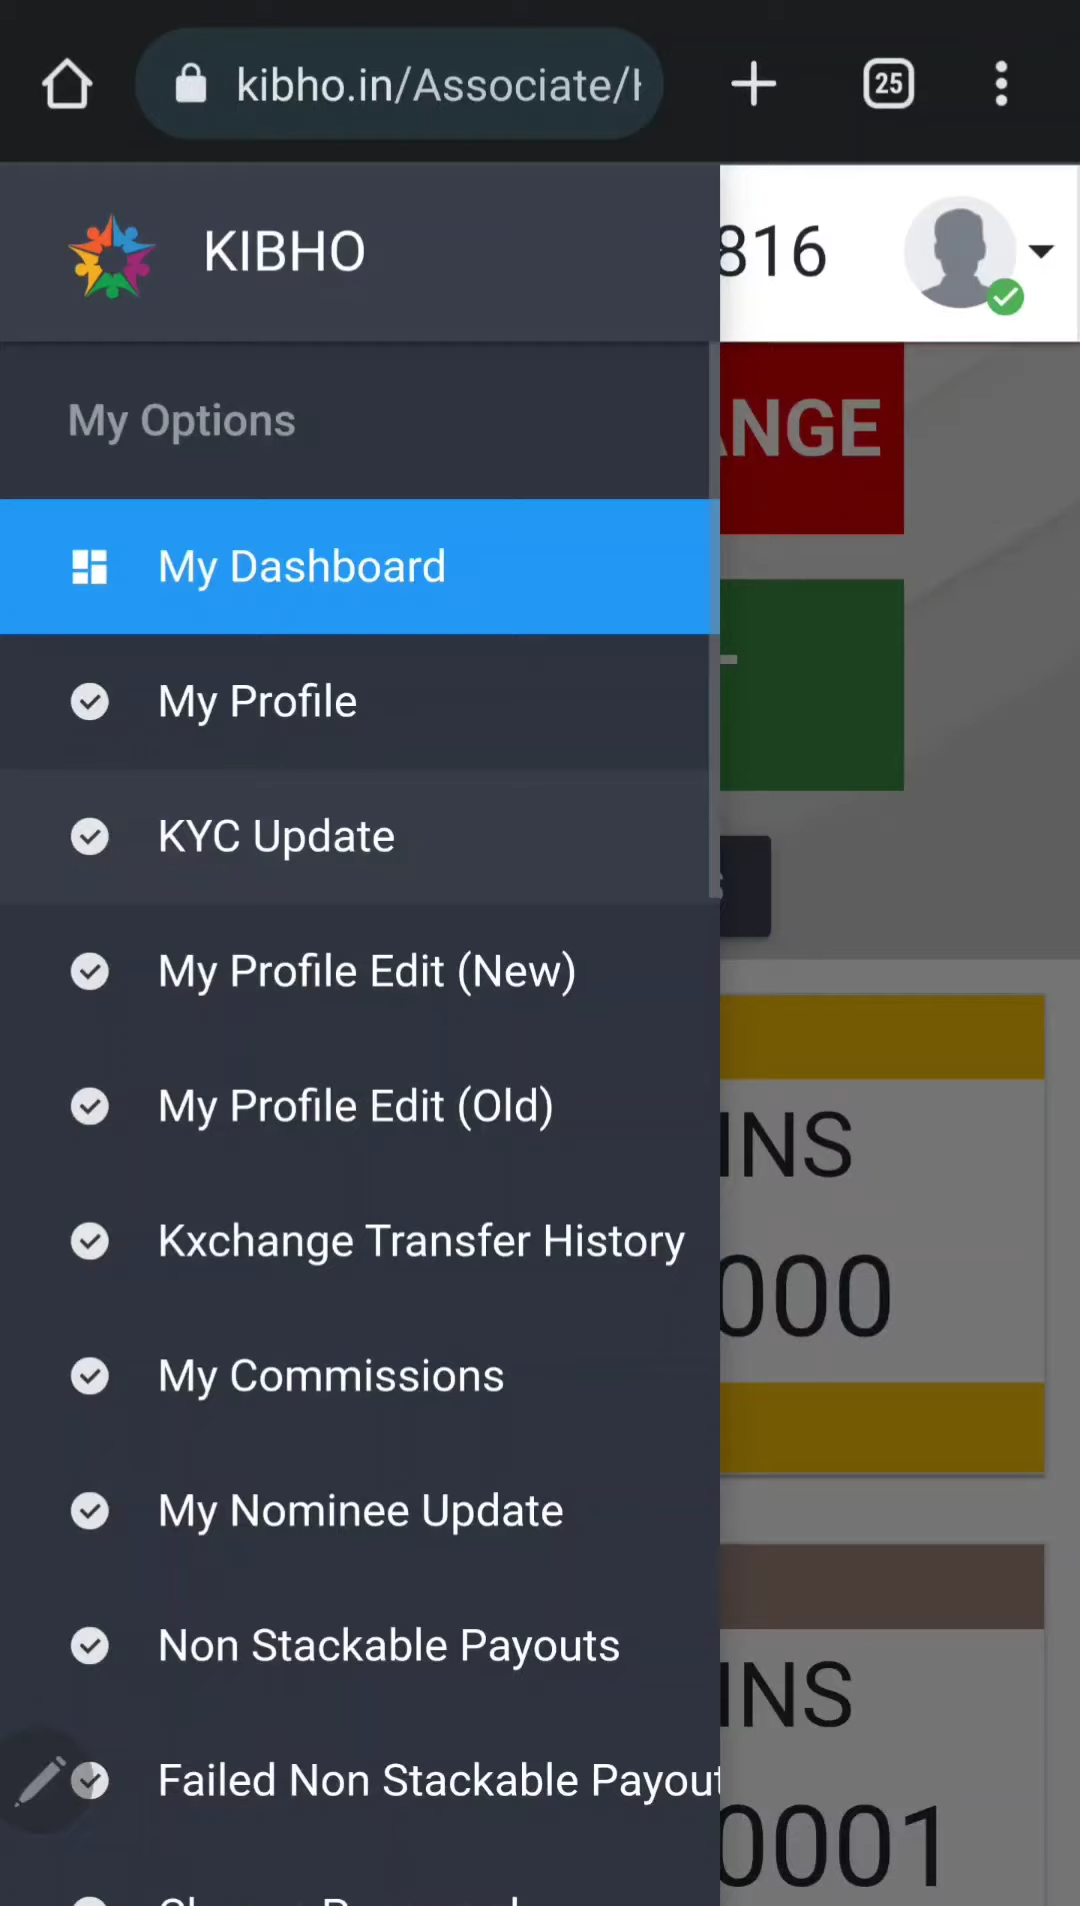 kibho.in/Associate/
25
KIBHO
816
My Options
ANGE
My Dashboard
My Profile
KYC Update
My Profile Edit (New)
INS
My Profile Edit (Old)
Kxchange Transfer History
000
My Commissions
My Nominee Update
Non Stackable Payouts
INS
Failed Non Stackable Payout
0001